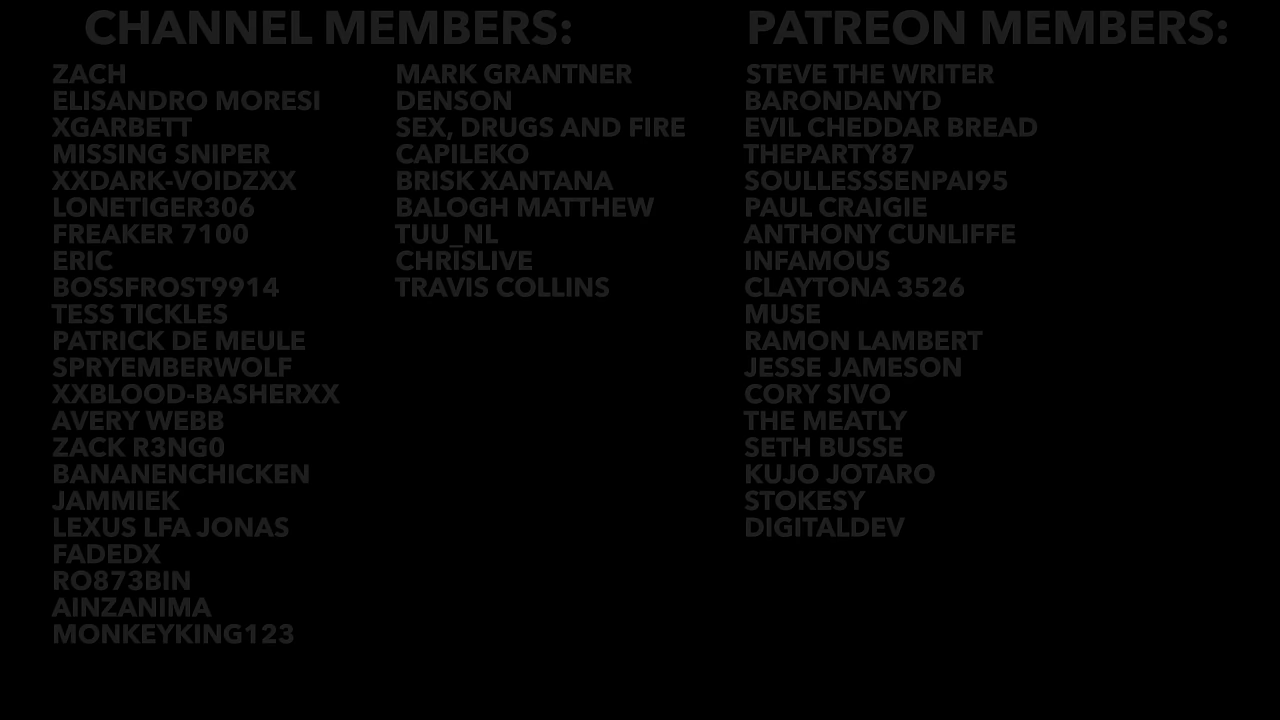 CHANNEL MEMBERS:
ZACH
ELISANDRO MORESI
XGARBETT
MISSING SNIPER
XXDARK-VOIDZXX
LONETIGER306
FREAKER 7100
ERIC
BOSSFROST9914
TESS TICKLES
PATRICK DE MEULE
SPRYEMBERWOLF
XXBLOOD-BASHERXX
AVERY WEBB
ZACK R3NG0
BANANENCHICKEN
JAMMIEK
LEXUS LFA JONAS
FADEDX
RO873BIN
AINZANIMA
MONKEYKING123
MARK GRANTNER
DENSON
SEX, DRUGS AND FIRE
CAPILEKO
BRISK XANTANA
BALOGH MATTHEW
TUU_NL
CHRISLIVE
TRAVIS COLLINS
PATREON MEMBERS:
STEVE THE WRITER
BARONDANYD
EVIL CHEDDAR BREAD
THEPARTY87
SOULLESSSENPAI95
PAUL CRAIGIE
ANTHONY CUNLIFFE
INFAMOUS
CLAYTONA 3526
MUSE
RAMON LAMBERT
JESSE JAMESON
CORY SIVO
THE MEATLY
SETH BUSSE
KUJO JOTARO
STOKESY
DIGITALDEV